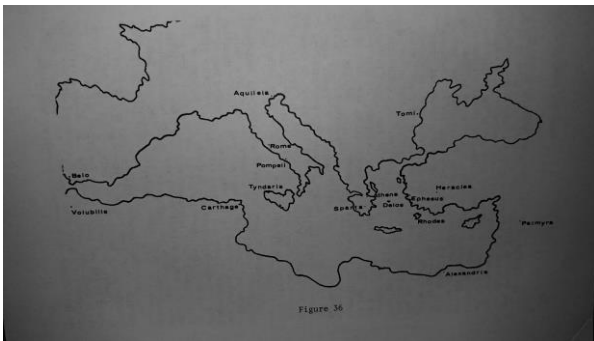 Aquileia
Tomi
Rome
Pompeii
Belo
Tyndaris
Heraclea
Athens
Ephesus
Volubilis
Carthage
Sparta
Delos
Rhodes
Palmyra
Alexandria
Figure 36